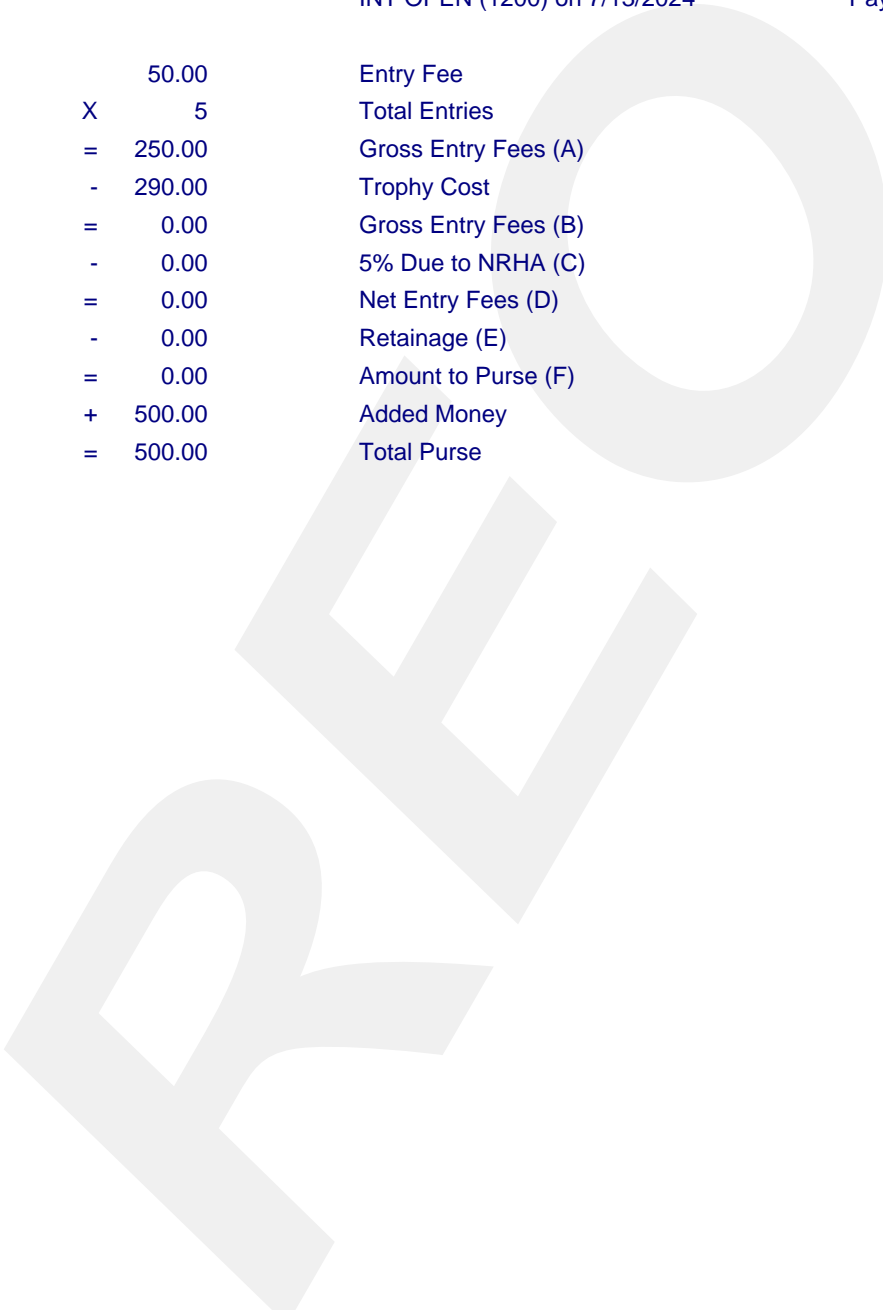 INT OPEN (1200) on 7/13/2024 Pay
50.00 Entry Fee
X 5 Total Entries
= 250.00 Gross Entry Fees (A)
- 290.00 Trophy Cost
= 0.00 Gross Entry Fees (B)
- 0.00 5% Due to NRHA (C)
= 0.00 Net Entry Fees (D)
- 0.00 Retainage (E)
= 0.00 Amount to Purse (F)
+ 500.00 Added Money
= 500.00 Total Purse
REO